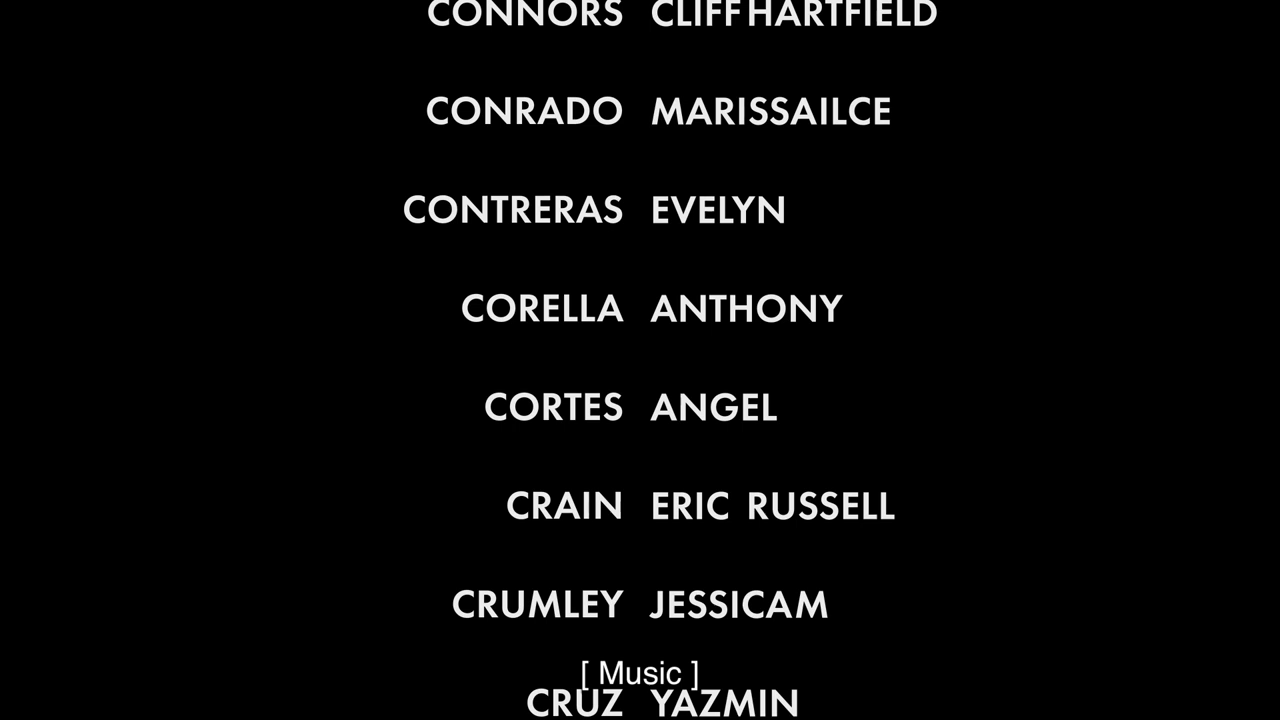 CONNORS CLIFF HARTFIELD
CONRADO MARISSAILCE
CONTRERAS EVELYN
CORELLA ANTHONY
CORTES ANGEL
CRAIN ERIC RUSSELL
CRUMLEY JESSICAM
[ Music ]
CRUZ YAZMIN